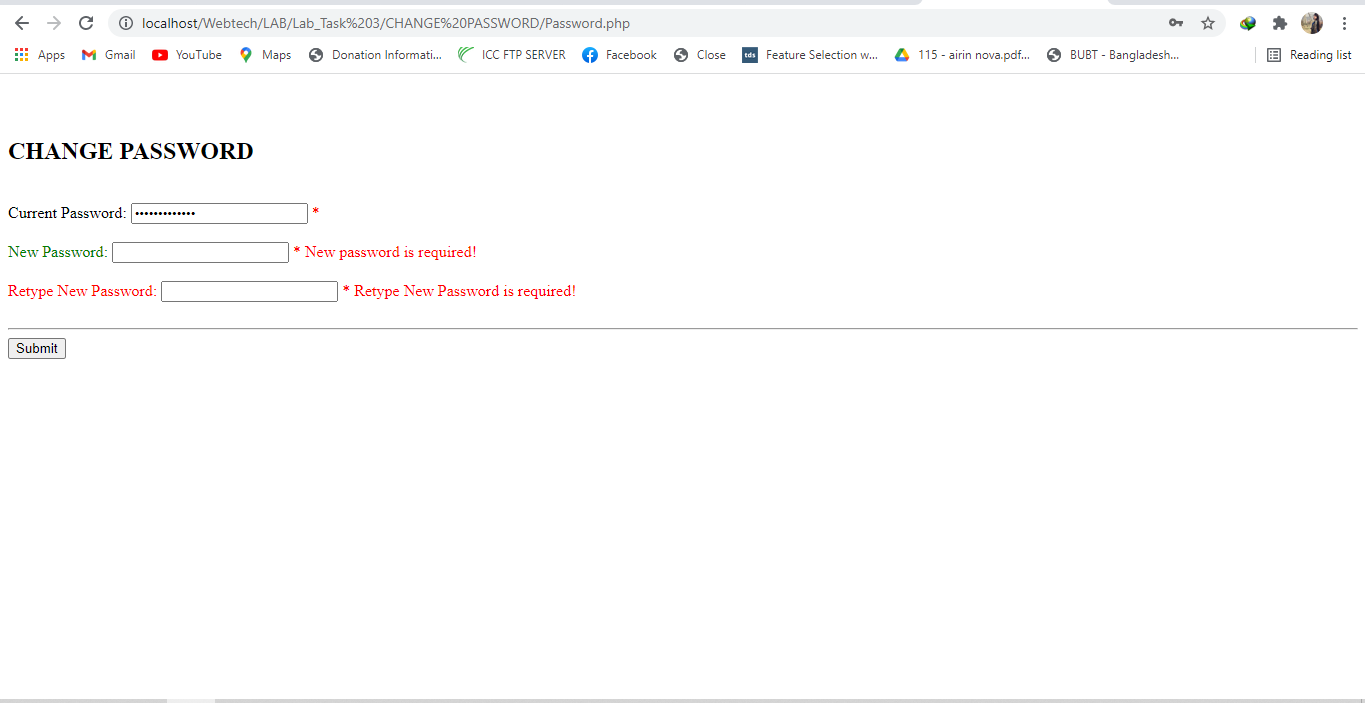 localhost/Webtech/LAB/Lab_Task%203/CHANGE%20PASSWORD/Password.php
Apps Gmail YouTube Maps Donation Informati... ICC FTP SERVER Facebook Close tds Feature Selection w... 115 - airin nova.pdf... BUBT - Bangladesh... Reading list
CHANGE PASSWORD
Current Password: ••••••••••••• *
New Password: * New password is required!
Retype New Password: * Retype New Password is required!
Submit